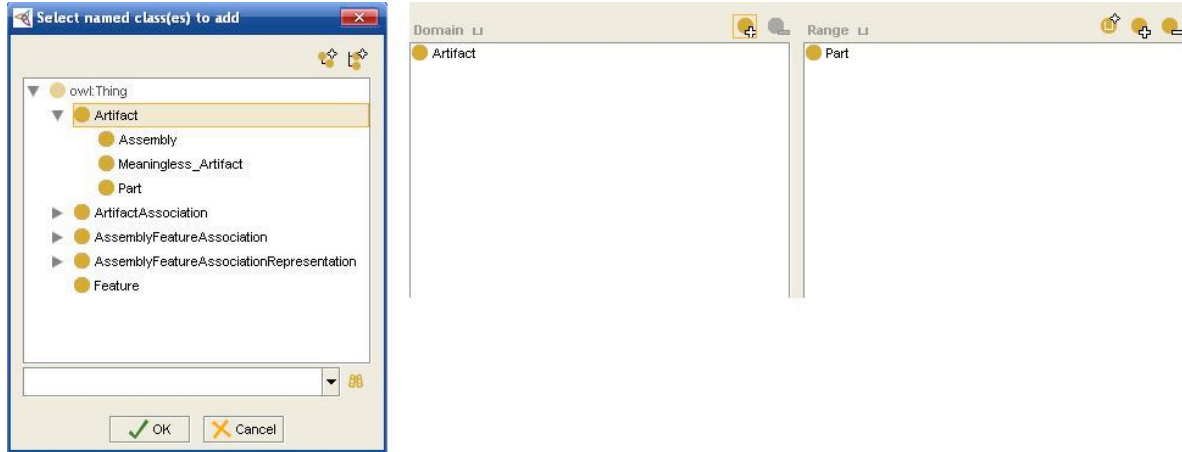 Select named class(es) to add
owl:Thing
Artifact
Assembly
Meaningless_Artifact
Part
ArtifactAssociation
AssemblyFeatureAssociation
AssemblyFeatureAssociationRepresentation
Feature
OK Cancel
Domain ⊔
Artifact
Range ⊔
Part